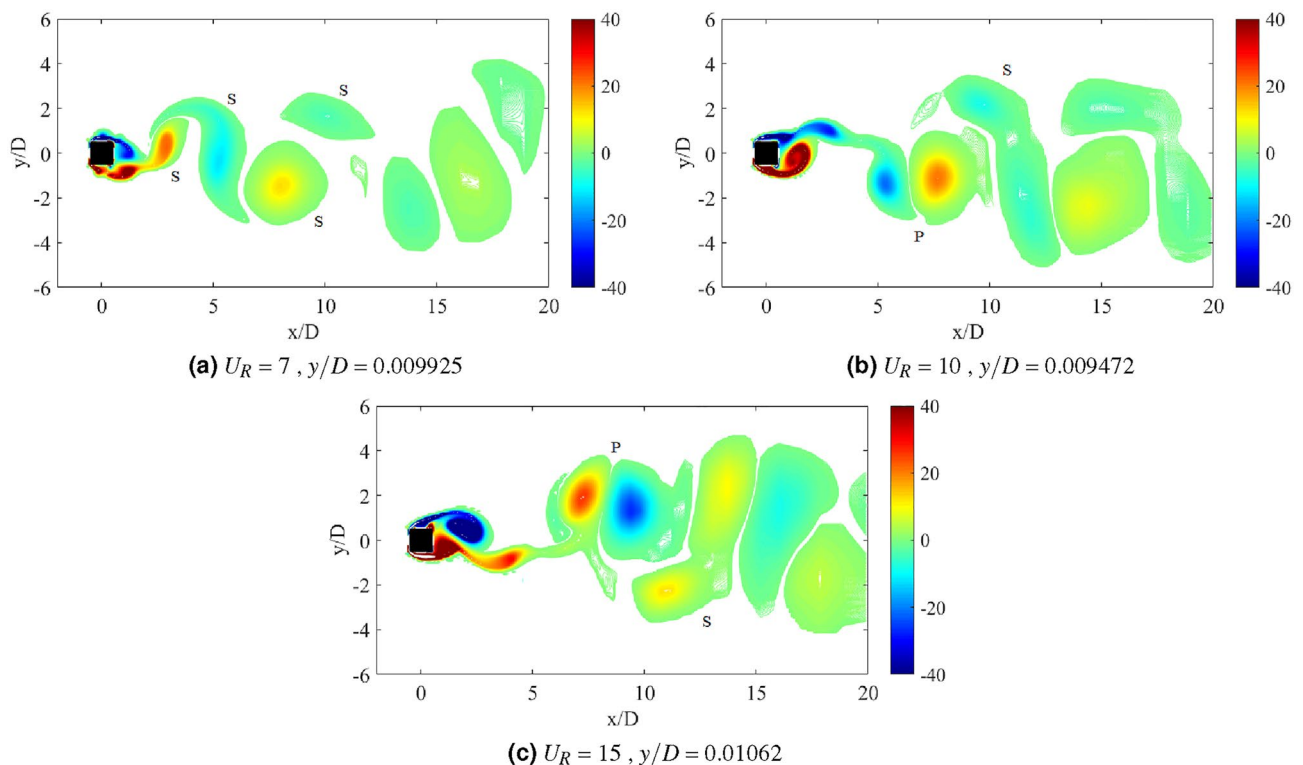 6
4
2
0
-2
-4
-6
y/D
0 5 10 15 20
x/D
S
S
S
S
40
20
0
-20
-40
(a) U_R = 7 , y/D = 0.009925
6
4
2
0
-2
-4
-6
y/D
0 5 10 15 20
x/D
S
P
40
20
0
-20
-40
(b) U_R = 10 , y/D = 0.009472
6
4
2
0
-2
-4
-6
y/D
0 5 10 15 20
x/D
P
S
40
20
0
-20
-40
(c) U_R = 15 , y/D = 0.01062